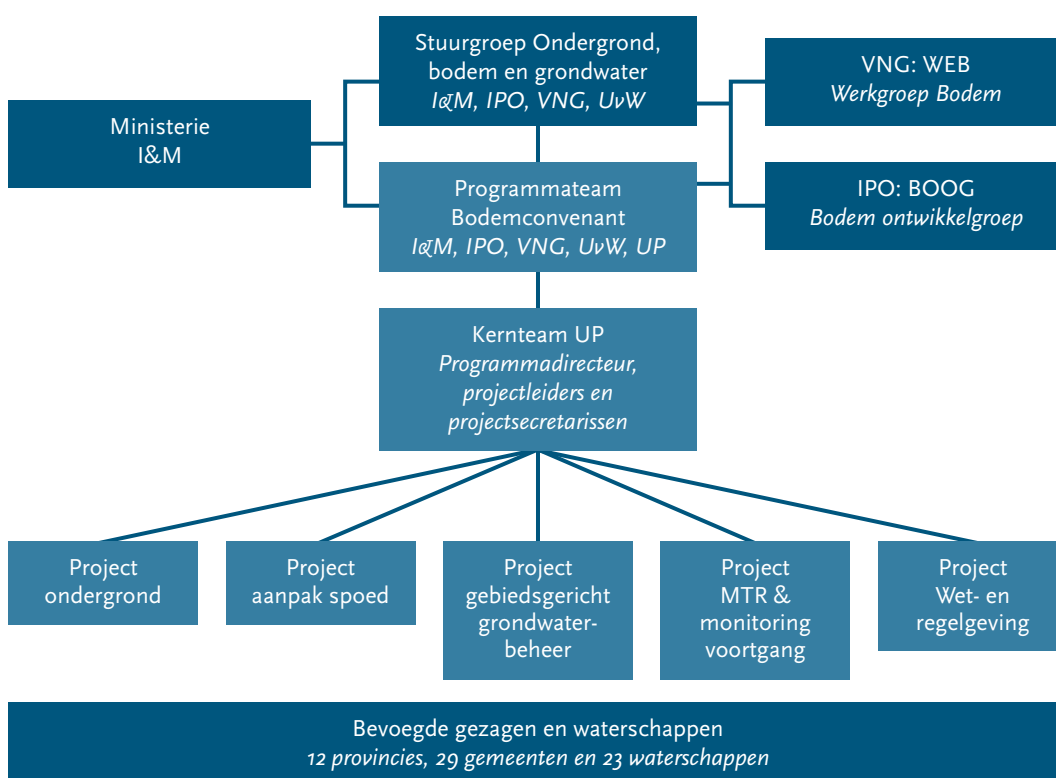 Stuurgroep Ondergrond,
bodem en grondwater
I&M, IPO, VNG, UvW
VNG: WEB
Werkgroep Bodem
Ministerie
I&M
Programmateam
Bodemconvenant
I&M, IPO, VNG, UvW, UP
IPO: BOOG
Bodem ontwikkelgroep
Kernteam UP
Programmadirecteur,
projectleiders en
projectsecretarissen
Project
ondergrond
Project
aanpak spoed
Project
gebiedsgericht
grondwater-
beheer
Project
MTR &
monitoring
voortgang
Project
Wet- en
regelgeving
Bevoegde gezagen en waterschappen
12 provincies, 29 gemeenten en 23 waterschappen